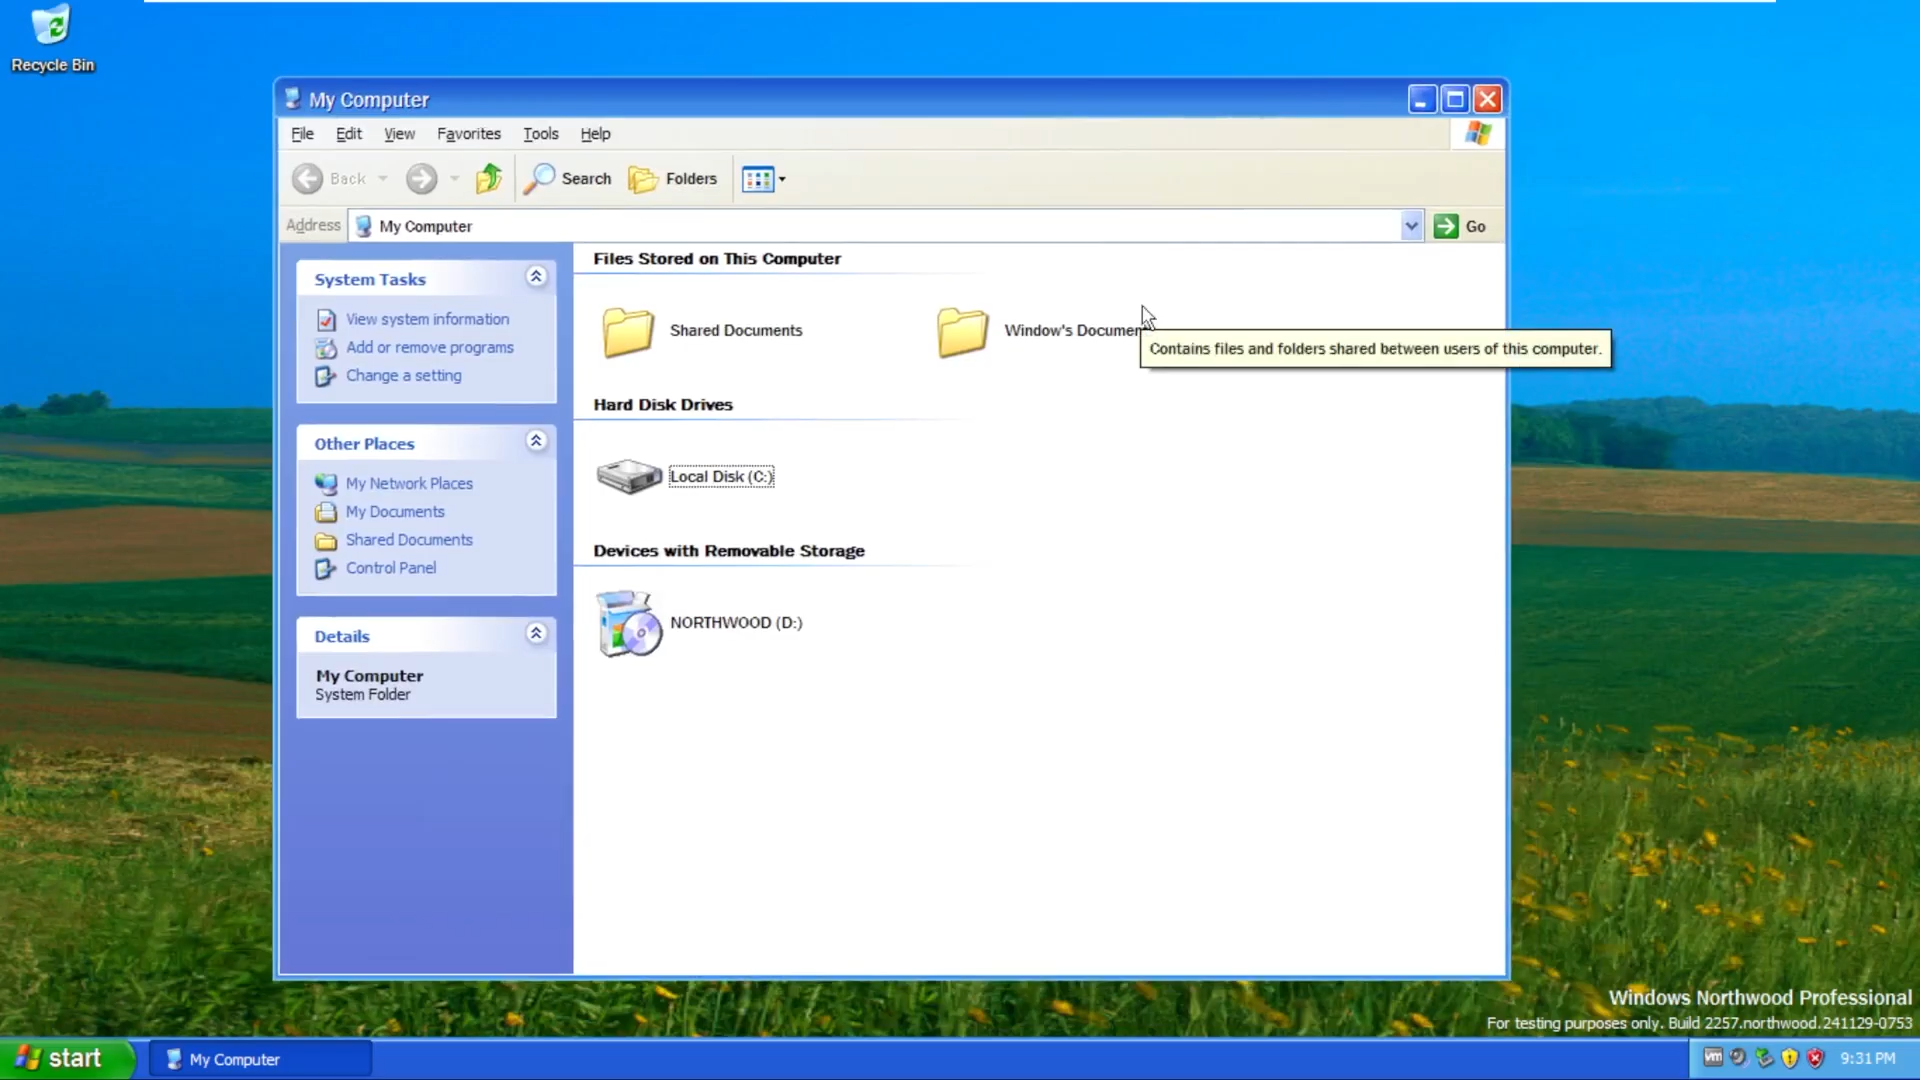 Recycle Bin
My Computer
File Edit View Favorites Tools Help
Back Search Folders
Address My Computer Go
System Tasks
View system information
Add or remove programs
Change a setting
Other Places
My Network Places
My Documents
Shared Documents
Control Panel
Details
My Computer
System Folder
Files Stored on This Computer
Shared Documents Window's Documen
Contains files and folders shared between users of this computer.
Hard Disk Drives
Local Disk (C:)
Devices with Removable Storage
NORTHWOOD (D:)
Windows Northwood Professional
For testing purposes only. Build 2257.northwood.241129-0753
start My Computer vm 9:31 PM